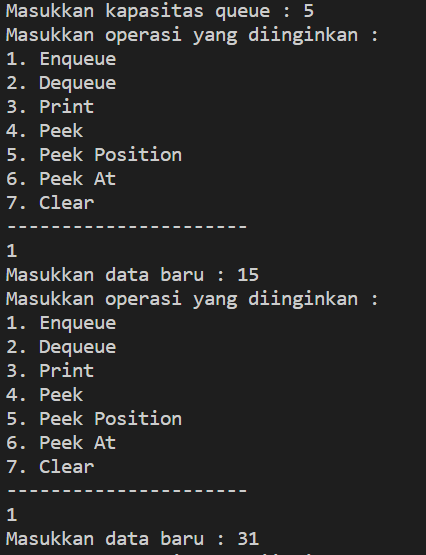 Masukkan kapasitas queue : 5
Masukkan operasi yang diinginkan :
1. Enqueue
2. Dequeue
3. Print
4. Peek
5. Peek Position
6. Peek At
7. Clear
----------------------
1
Masukkan data baru : 15
Masukkan operasi yang diinginkan :
1. Enqueue
2. Dequeue
3. Print
4. Peek
5. Peek Position
6. Peek At
7. Clear
----------------------
1
Masukkan data baru : 31